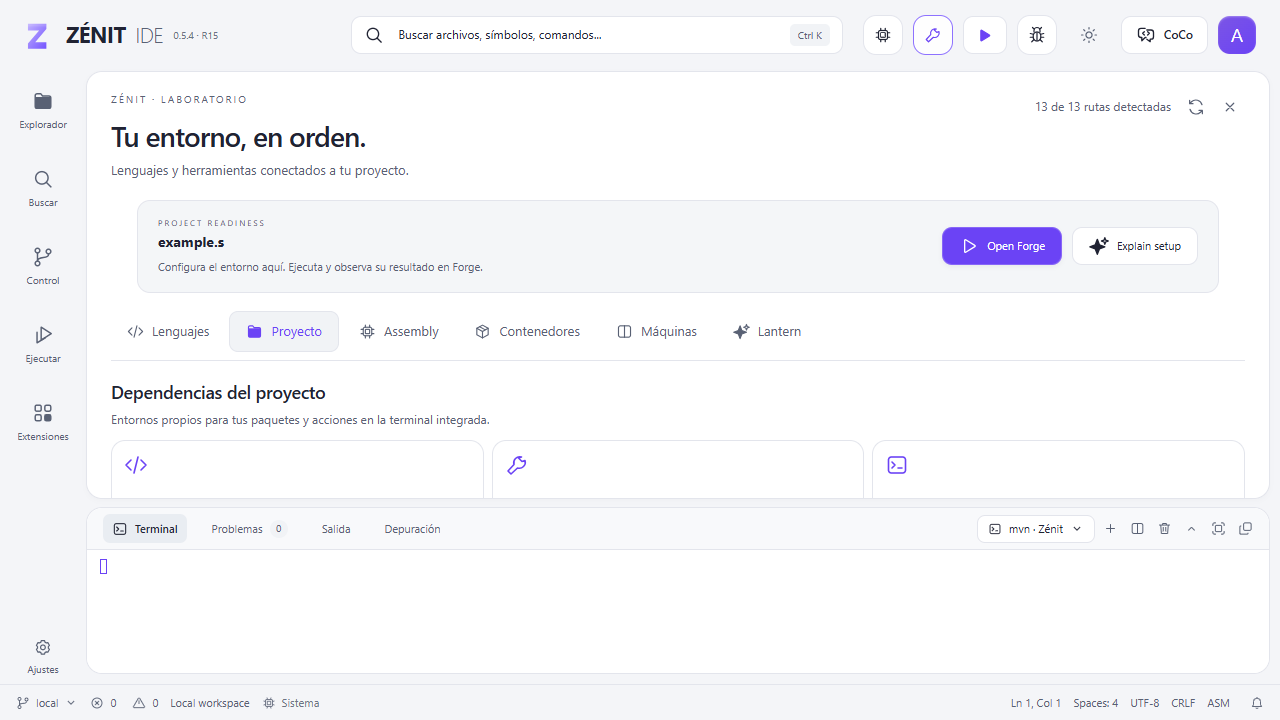 ZÉNIT IDE 0.5.4 · R15
Buscar archivos, símbolos, comandos... Ctrl K
CoCo
A
Explorador
Buscar
Control
Ejecutar
Extensiones
Ajustes
ZÉNIT · LABORATORIO
13 de 13 rutas detectadas
Tu entorno, en orden.
Lenguajes y herramientas conectados a tu proyecto.
PROJECT READINESS
example.s
Configura el entorno aquí. Ejecuta y observa su resultado en Forge.
Open Forge
Explain setup
Lenguajes Proyecto Assembly Contenedores Máquinas Lantern
Dependencias del proyecto
Entornos propios para tus paquetes y acciones en la terminal integrada.
Terminal Problemas 0 Salida Depuración mvn · Zénit
local 0 0 Local workspace Sistema Ln 1, Col 1 Spaces: 4 UTF-8 CRLF ASM